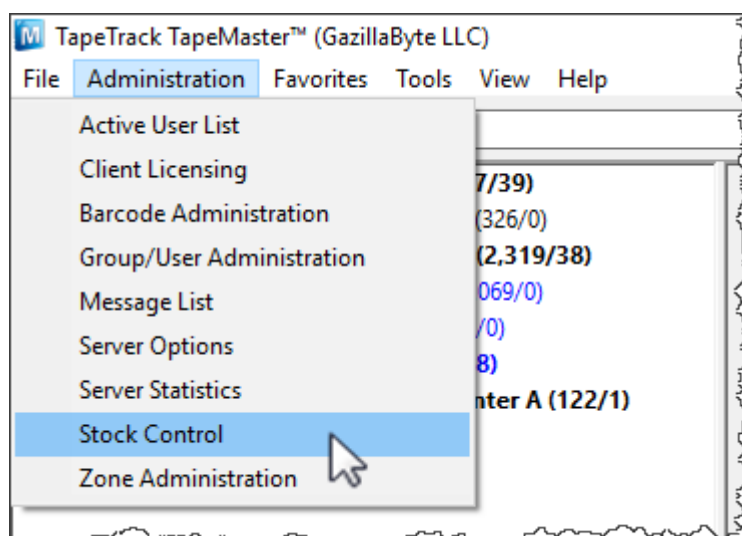 M TapeTrack TapeMaster™ (GazillaByte LLC)
File Administration Favorites Tools View Help
Active User List
Client Licensing
7/39)
Barcode Administration
(326/0)
Group/User Administration
(2,319/38)
Message List
069/0)
Server Options
/0)
Server Statistics
8)
Stock Control
nter A (122/1)
Zone Administration